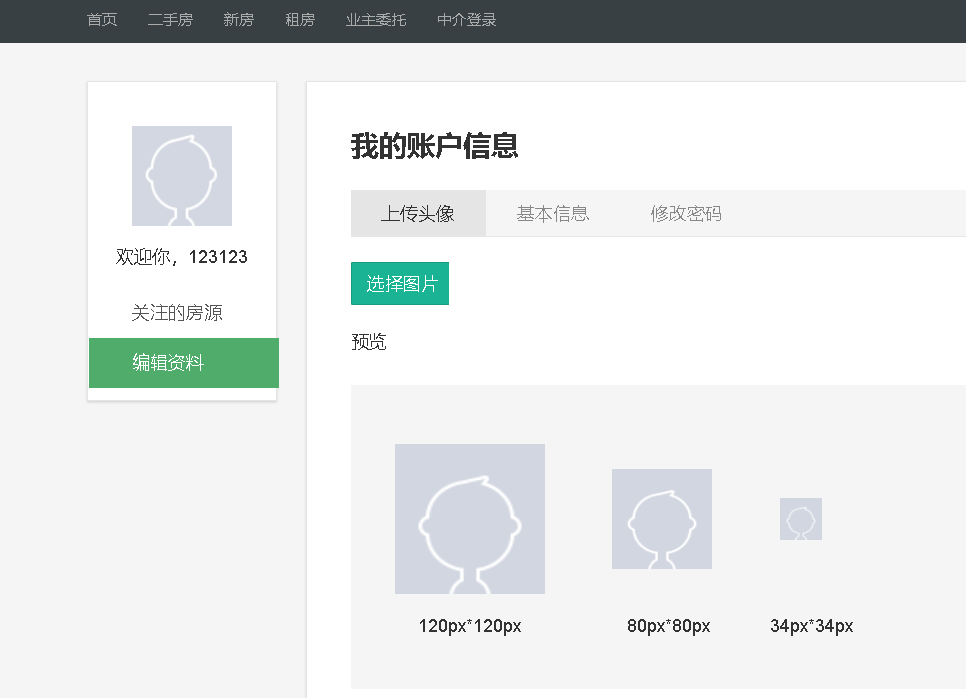 首页 二手房 新房 租房 业主委托 中介登录
欢迎你，123123
关注的房源
编辑资料
我的账户信息
上传头像 基本信息 修改密码
选择图片
预览
120px*120px 80px*80px 34px*34px